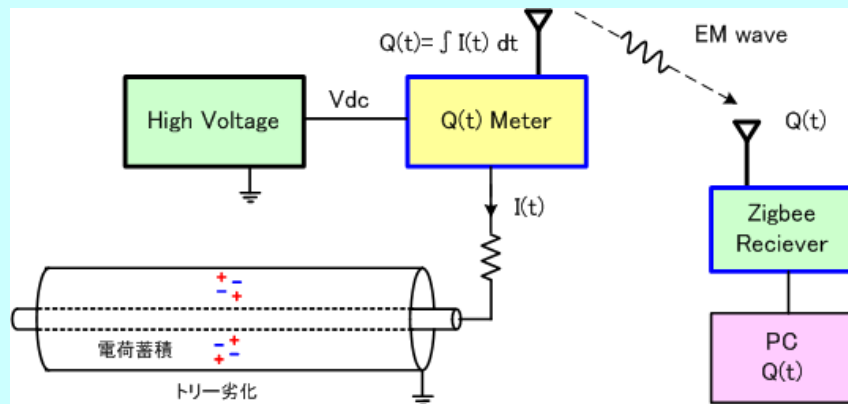 Q(t)= ∫ I(t) dt
EM wave
High Voltage
Vdc
Q(t) Meter
Q(t)
I(t)
Zigbee
Reciever
電荷蓄積
PC
Q(t)
トリー劣化